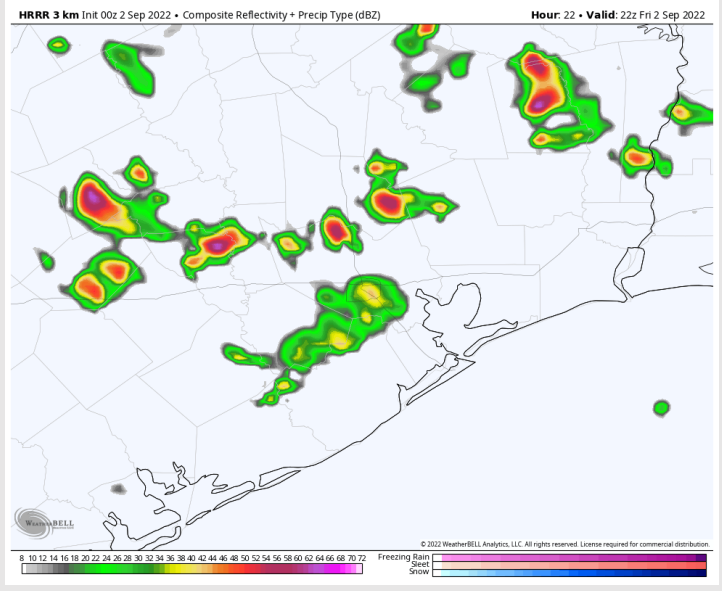 HRRR 3 km Init 00z 2 Sep 2022 • Composite Reflectivity + Precip Type (dBZ)
Hour: 22 • Valid: 22z Fri 2 Sep 2022
WeatherBELL
© 2022 WeatherBELL Analytics, LLC. All rights reserved. License required for commercial distribution.
8 10 12 14 16 18 20 22 24 26 28 30 32 34 36 38 40 42 44 46 48 50 52 54 56 58 60 62 64 66 68 70 72
Freezing Rain
Sleet
Snow